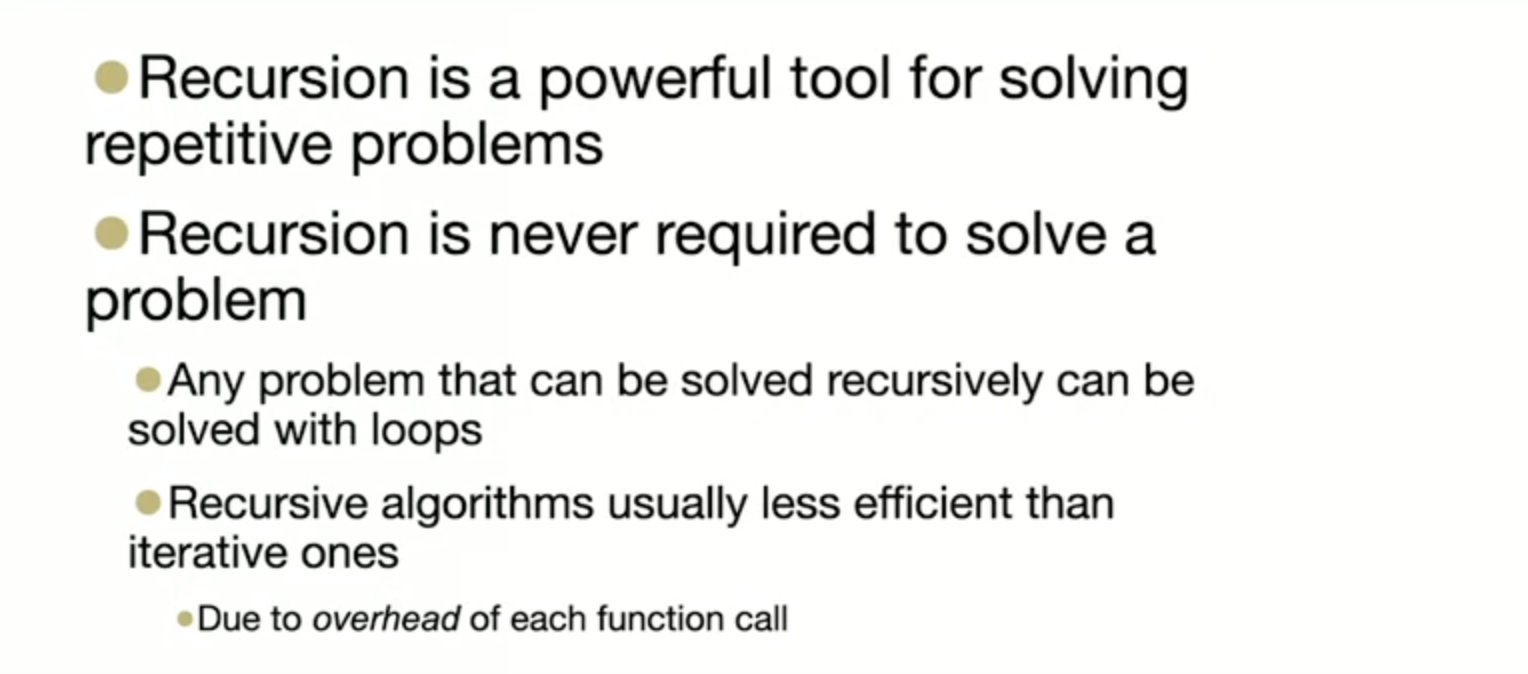 ●Recursion is a powerful tool for solving
repetitive problems
●Recursion is never required to solve a
problem
●Any problem that can be solved recursively can be
solved with loops
●Recursive algorithms usually less efficient than
iterative ones
●Due to overhead of each function call